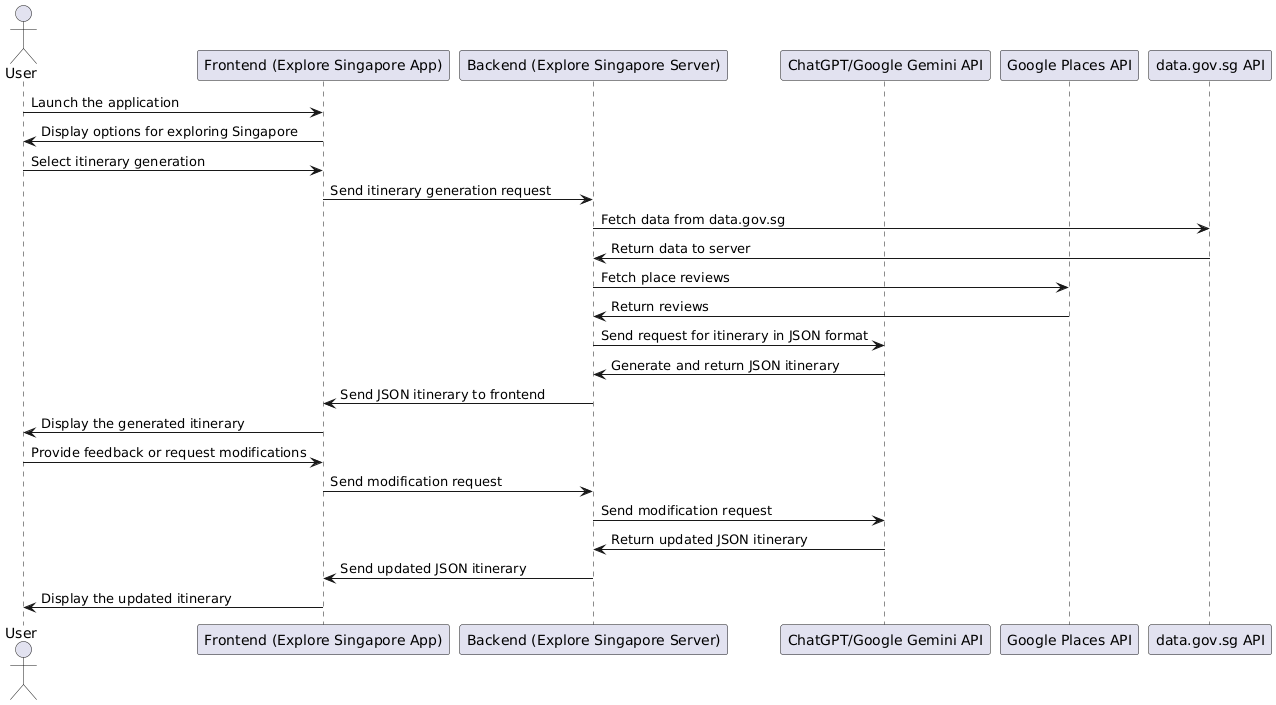 User
Frontend (Explore Singapore App)
Backend (Explore Singapore Server)
ChatGPT/Google Gemini API
Google Places API
data.gov.sg API
Launch the application
Display options for exploring Singapore
Select itinerary generation
Send itinerary generation request
Fetch data from data.gov.sg
Return data to server
Fetch place reviews
Return reviews
Send request for itinerary in JSON format
Generate and return JSON itinerary
Send JSON itinerary to frontend
Display the generated itinerary
Provide feedback or request modifications
Send modification request
Send modification request
Return updated JSON itinerary
Send updated JSON itinerary
Display the updated itinerary
User
Frontend (Explore Singapore App)
Backend (Explore Singapore Server)
ChatGPT/Google Gemini API
Google Places API
data.gov.sg API